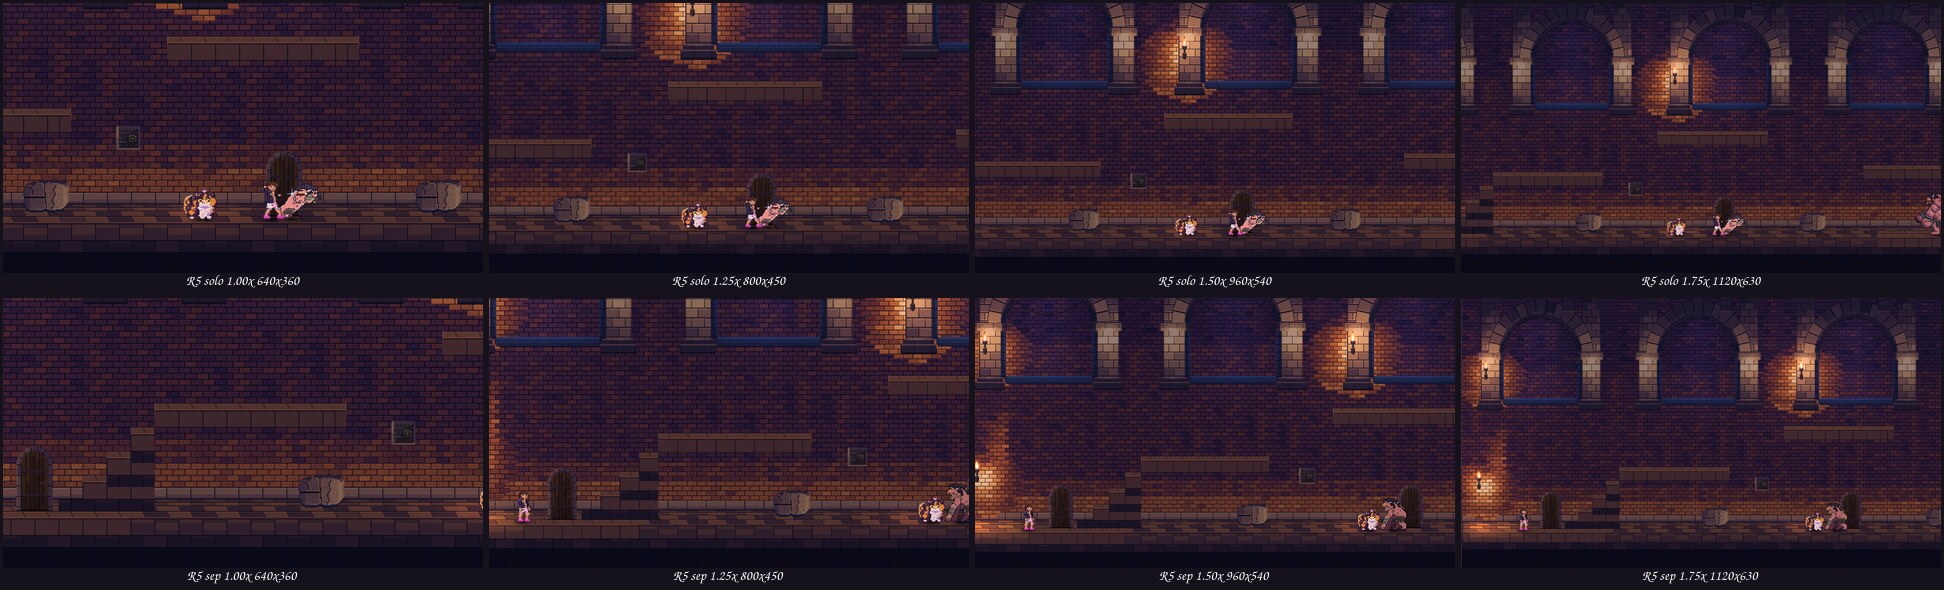 R5 solo 1.00x 640x360
R5 solo 1.25x 800x450
R5 solo 1.50x 960x540
R5 solo 1.75x 1120x630
R5 sep 1.00x 640x360
R5 sep 1.25x 800x450
R5 sep 1.50x 960x540
R5 sep 1.75x 1120x630